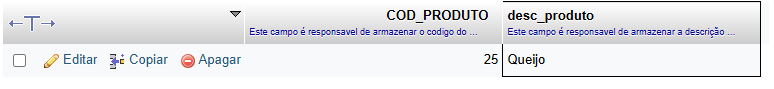 COD_PRODUTO desc_produto
Este campo é responsavel de armazenar o codigo do ... Este campo é responsavel de armazenar a descrição ...
Editar Copiar Apagar 25 Queijo